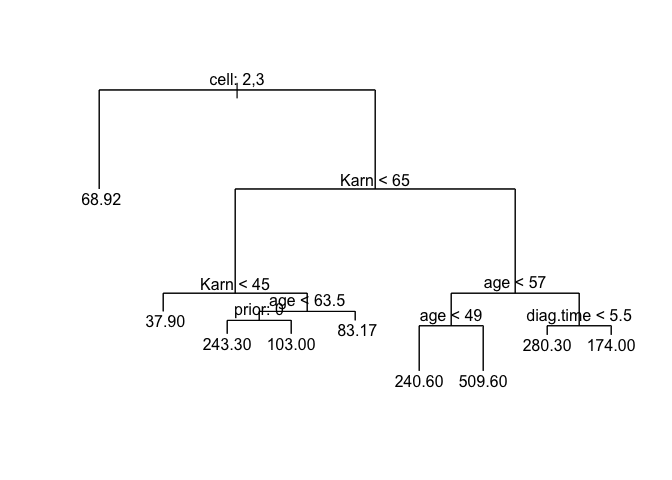 cell: 2,3
Karn < 65
68.92
Karn < 45
age < 57
age < 63.5
prior: 0
age < 49
diag.time < 5.5
37.90
83.17
243.30
103.00
280.30
174.00
240.60
509.60